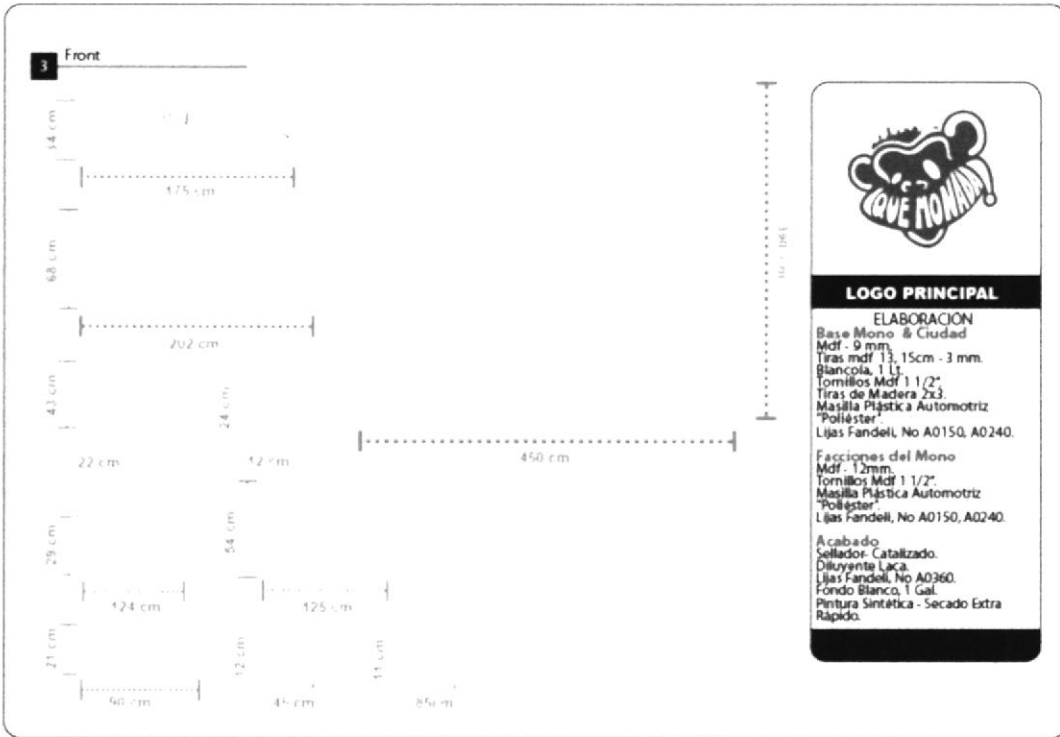 3
Front
54 cm
175 cm
68 cm
202 cm
43 cm
24 cm
22 cm
12 cm
29 cm
54 cm
124 cm
125 cm
21 cm
12 cm
11 cm
90 cm
45 cm
85cm
450 cm
¡QUE MONADA!
LOGO PRINCIPAL
ELABORACION
Base Mono & Ciudad
Mdf - 9 mm.
Tiras mdf 13, 15cm - 3 mm.
Blancola, 1 Lt.
Tornillos Mdf 1 1/2".
Tiras de Madera 2x3.
Masilla Plástica Automotriz
"Poliéster".
Lijas Fandeli, No A0150, A0240.
Facciones del Mono
Mdf - 12mm.
Tornillos Mdf 1 1/2".
Masilla Plástica Automotriz
"Poliéster".
Lijas Fandeli, No A0150, A0240.
Acabado
Sellador Catalizado.
Diluyente Laca.
Lijas Fandeli, No A0360.
Fondo Blanco, 1 Gal.
Pintura Sintética - Secado Extra
Rápido.